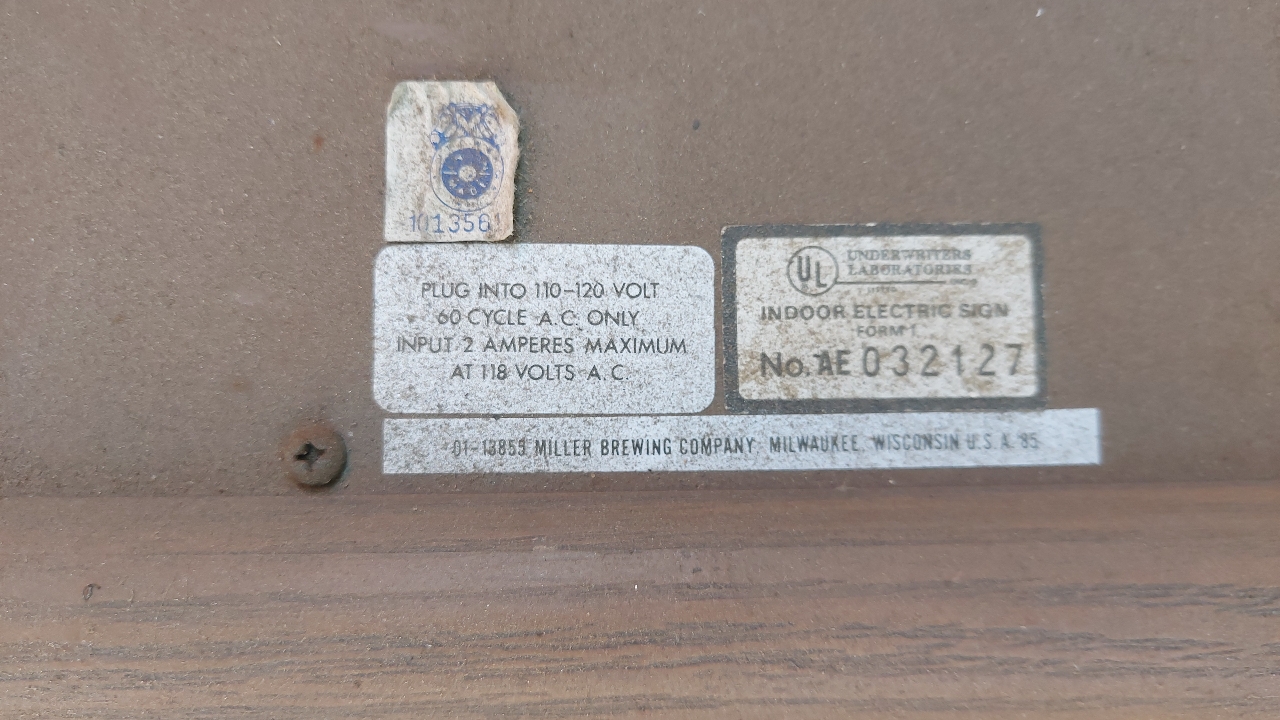 101356
PLUG INTO 110-120 VOLT
60 CYCLE A.C. ONLY
INPUT 2 AMPERES MAXIMUM
AT 118 VOLTS A.C.
UL
UNDERWRITERS
LABORATORIES
INDOOR ELECTRIC SIGN
FORM 1
No. AE 032127
01-13859 MILLER BREWING COMPANY, MILWAUKEE, WISCONSIN U.S.A. 85